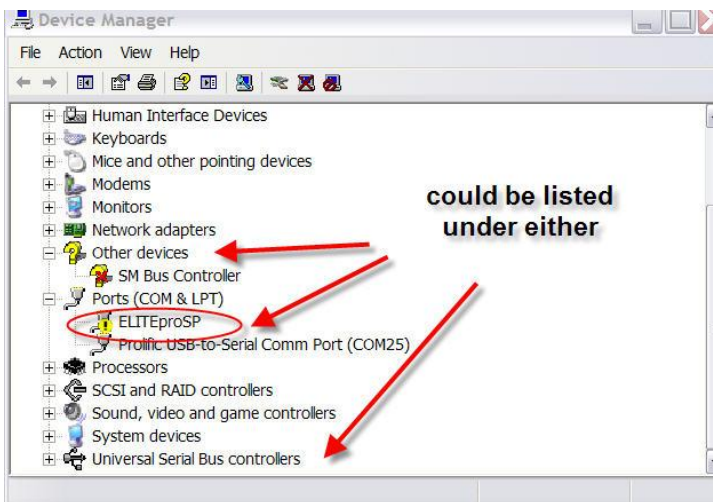 Device Manager
File Action View Help
Human Interface Devices
Keyboards
Mice and other pointing devices
Modems
Monitors
Network adapters
Other devices
SM Bus Controller
Ports (COM & LPT)
ELITEproSP
Prolific USB-to-Serial Comm Port (COM25)
Processors
SCSI and RAID controllers
Sound, video and game controllers
System devices
Universal Serial Bus controllers
could be listed
under either